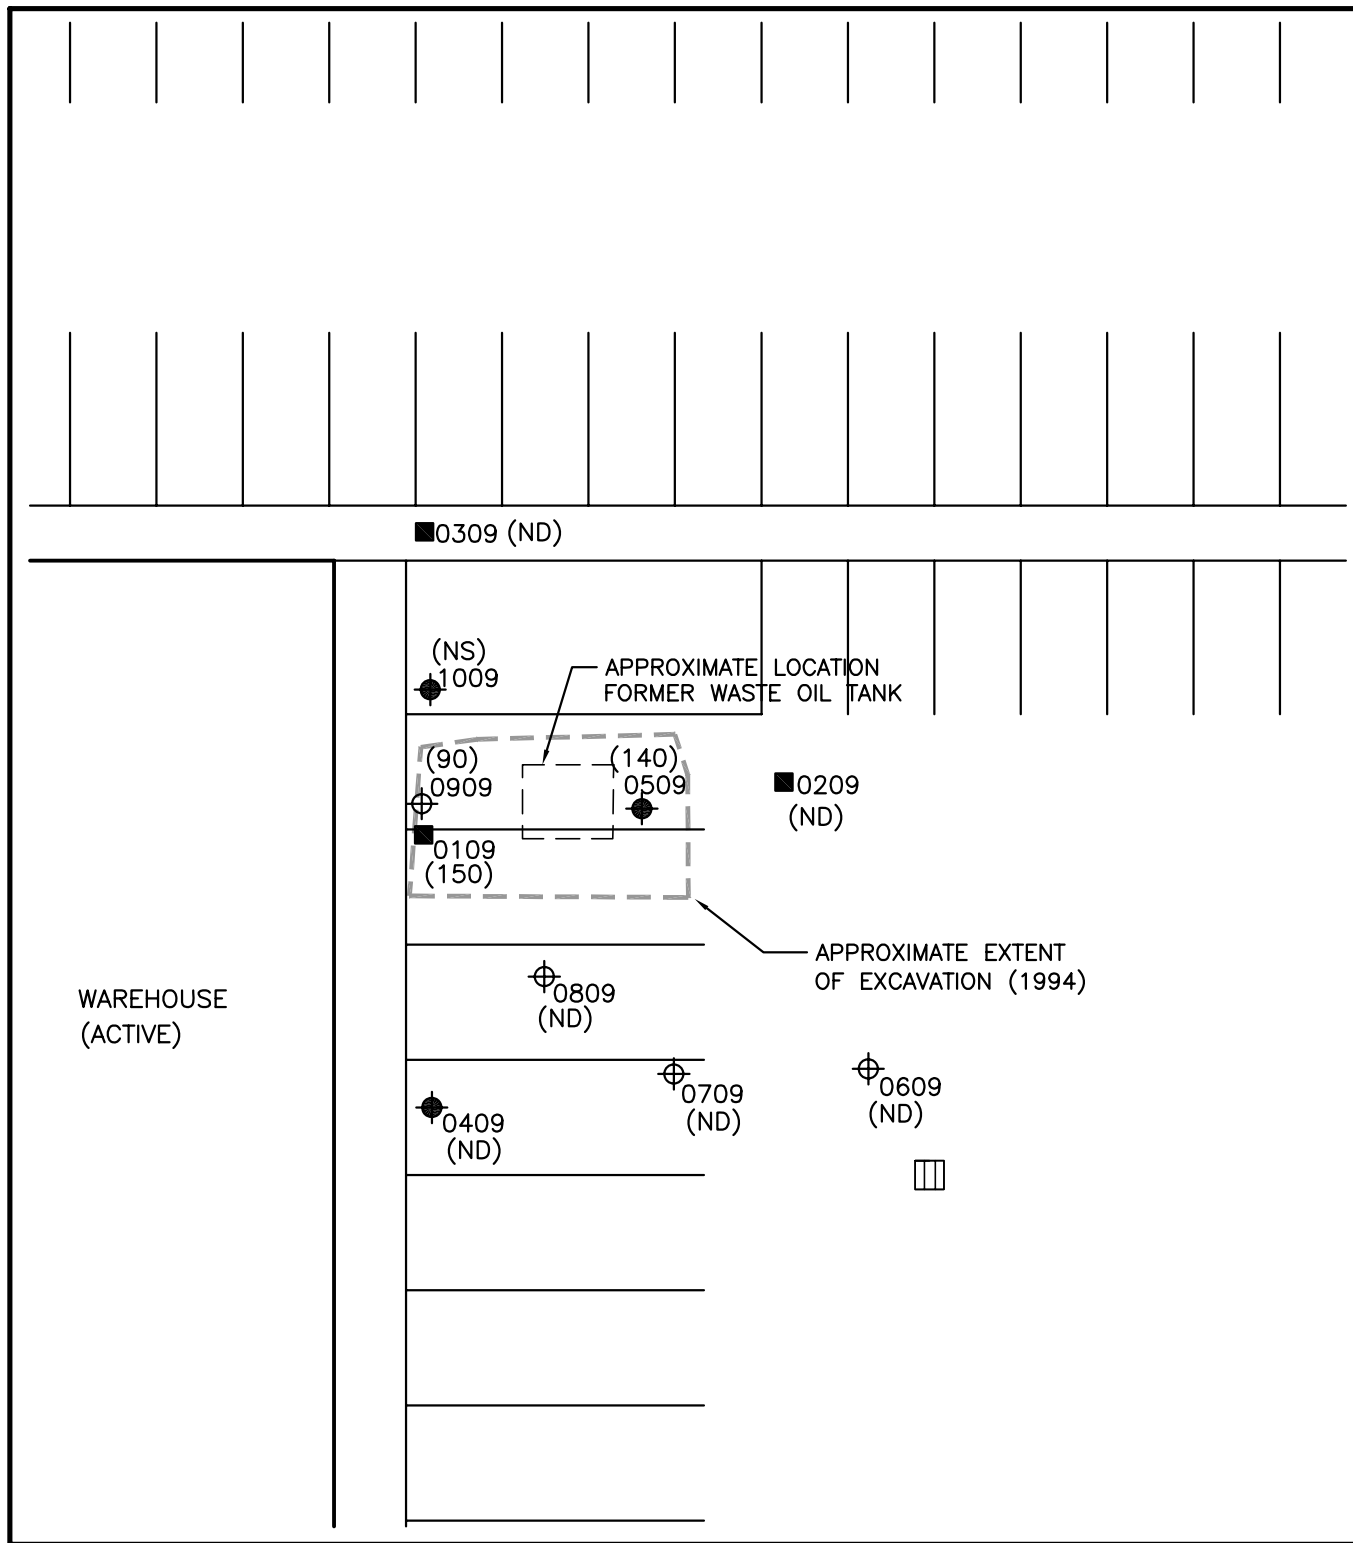 0309 (ND)
(NS)
1009
APPROXIMATE LOCATION
FORMER WASTE OIL TANK
(90)
0909
(140)
0509
0209
(ND)
0109
(150)
APPROXIMATE EXTENT
OF EXCAVATION (1994)
WAREHOUSE
(ACTIVE)
0809
(ND)
0709
(ND)
0609
(ND)
0409
(ND)